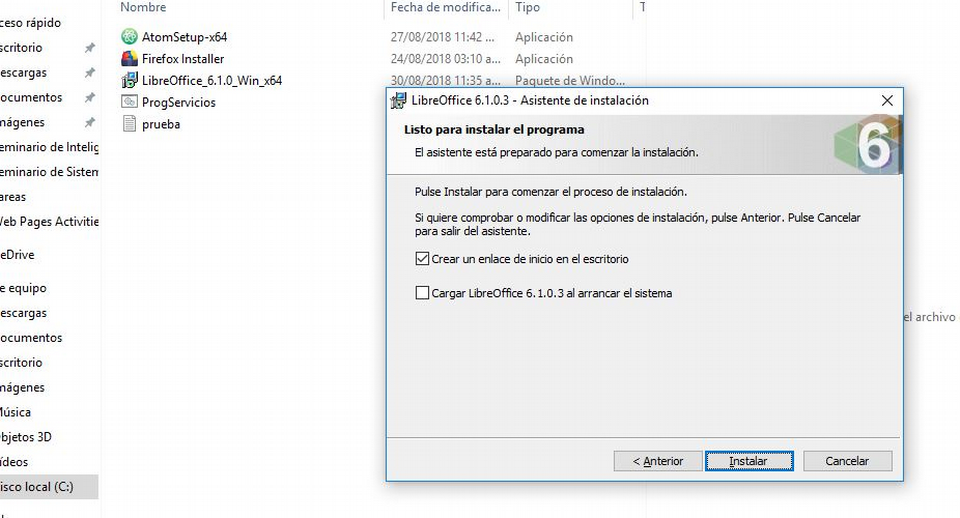 Nombre
Fecha de modifica...
Tipo
T
ceso rápido
scritorio
escargas
ocumentos
mágenes
eminario de Intelig
eminario de Sistem
areas
Web Pages Activitie
eDrive
e equipo
escargas
ocumentos
scritorio
mágenes
Música
bjetos 3D
ídeos
isco local (C:)
AtomSetup-x64
27/08/2018 11:42 ...
Aplicación
Firefox Installer
24/08/2018 03:10 a...
Aplicación
LibreOffice_6.1.0_Win_x64
30/08/2018 11:35 a...
Paquete de Windo...
ProgServicios
prueba
LibreOffice 6.1.0.3 - Asistente de instalación
Listo para instalar el programa
El asistente está preparado para comenzar la instalación.
6
Pulse Instalar para comenzar el proceso de instalación.
Si quiere comprobar o modificar las opciones de instalación, pulse Anterior. Pulse Cancelar
para salir del asistente.
Crear un enlace de inicio en el escritorio
Cargar LibreOffice 6.1.0.3 al arrancar el sistema
< Anterior
Instalar
Cancelar
el archivo